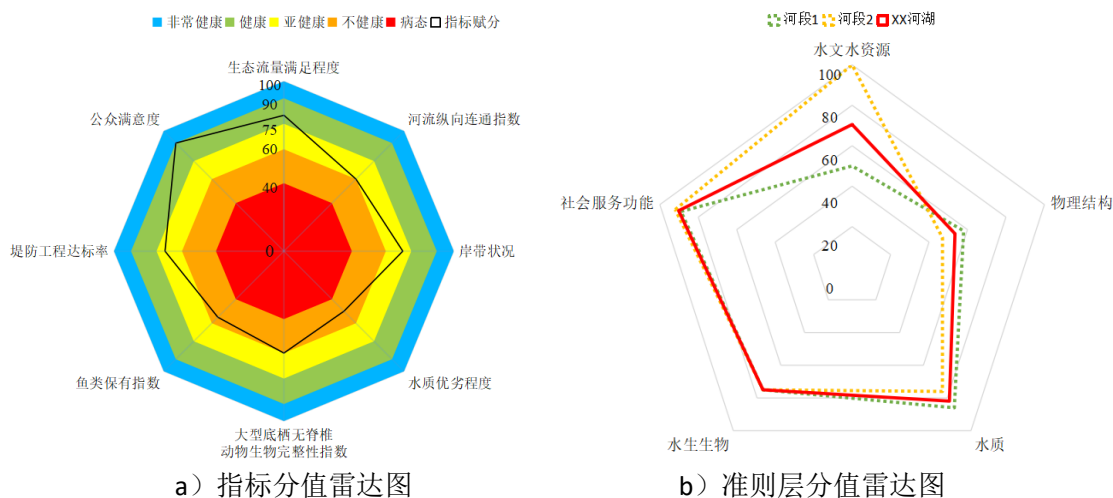 非常健康 健康 亚健康 不健康 病态 指标赋分
生态流量满足程度
100
90
75
60
40
0
公众满意度
河流纵向连通指数
堤防工程达标率
岸带状况
鱼类保有指数
水质优劣程度
大型底栖无脊椎
动物生物完整性指数
a）指标分值雷达图
河段1 河段2 XX河湖
水文水资源
100
80
60
40
20
0
社会服务功能
物理结构
水生生物
水质
b）准则层分值雷达图